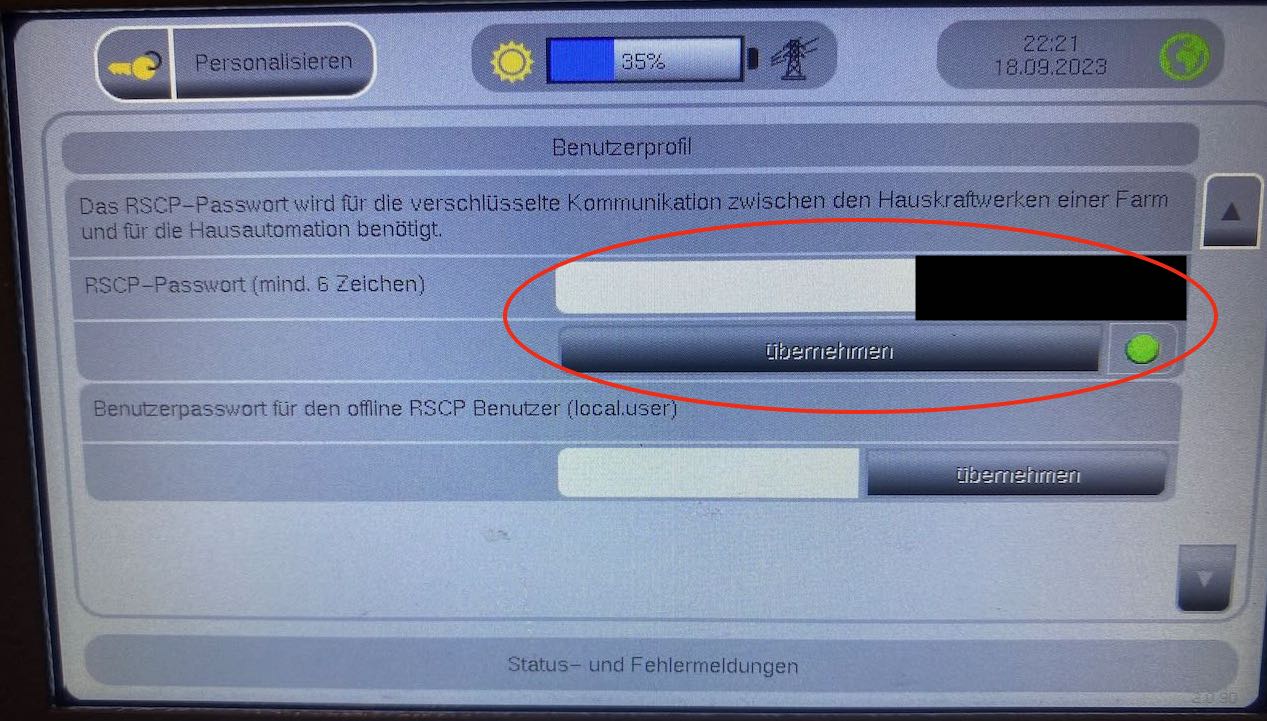 Personalisieren
35%
22:21
18.09.2023
Benutzerprofil
Das RSCP-Passwort wird für die verschlüsselte Kommunikation zwischen den Hauskraftwerken einer Farm
und für die Hausautomation benötigt.
RSCP-Passwort (mind. 6 Zeichen)
übernehmen
Benutzerpasswort für den offline RSCP Benutzer (local.user)
übernehmen
Status- und Fehlermeldungen